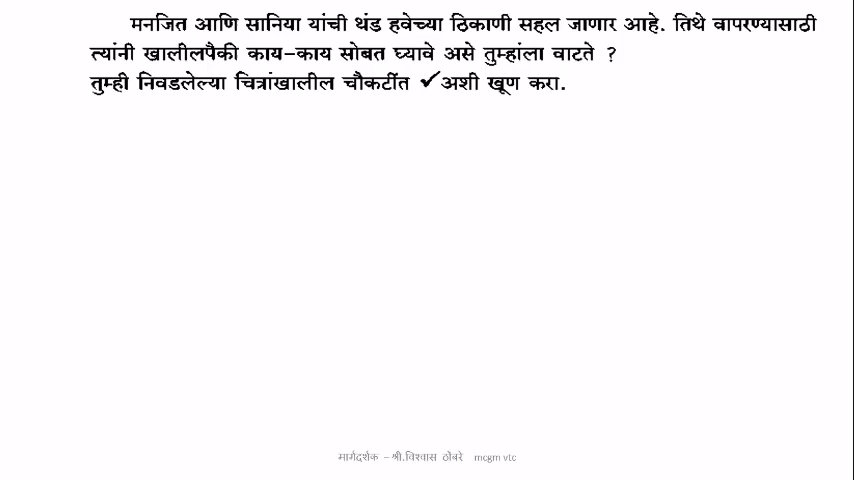 मनजित आणि सानिया यांची थंड हवेच्या ठिकाणी सहल जाणार आहे. तिथे वापरण्यासाठी
त्यांनी खालीलपैकी काय-काय सोबत घ्यावे असे तुम्हांला वाटते ?
तुम्ही निवडलेल्या चित्रांखालील चौकटींत ✓अशी खूण करा.
मार्गदर्शक – श्री.विश्वास ठोंबरे mcgm vtc